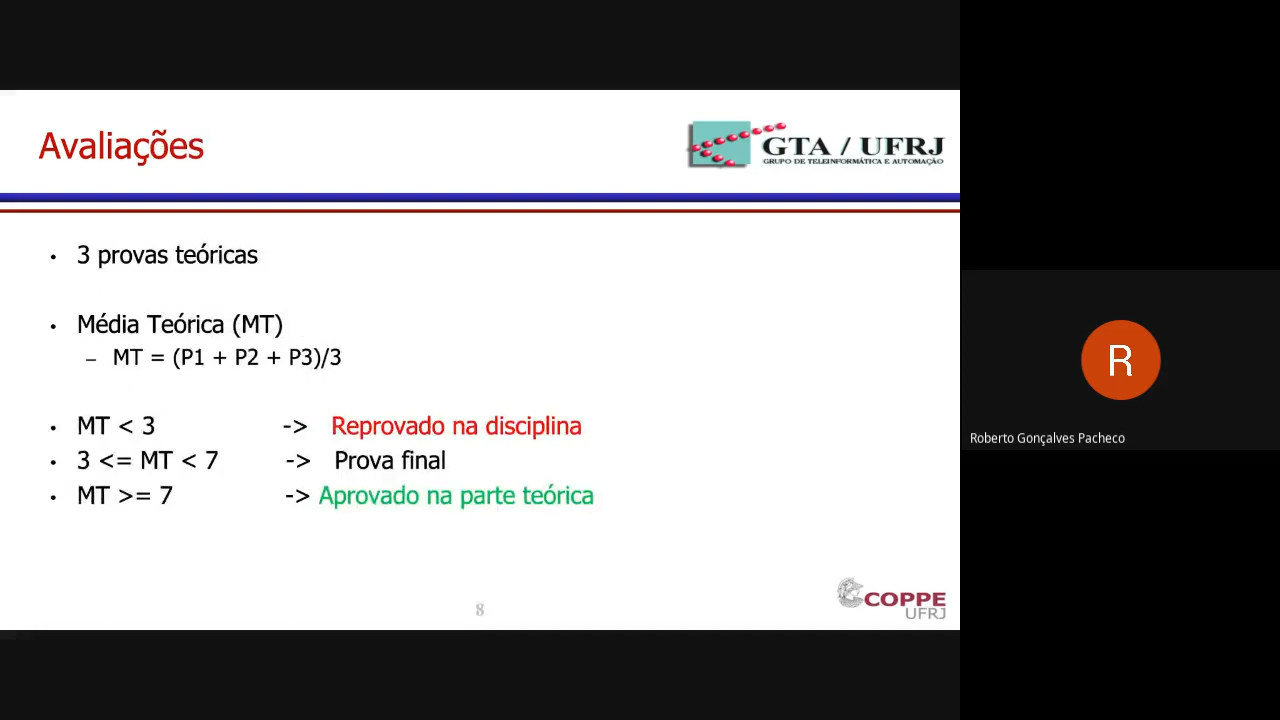 Avaliações
GTA / UFRJ
GRUPO DE TELEINFORMÁTICA E AUTOMAÇÃO
• 3 provas teóricas
• Média Teórica (MT)
– MT = (P1 + P2 + P3)/3
• MT < 3 -> Reprovado na disciplina
• 3 <= MT < 7 -> Prova final
• MT >= 7 -> Aprovado na parte teórica
8
COPPE
UFRJ
R
Roberto Gonçalves Pacheco